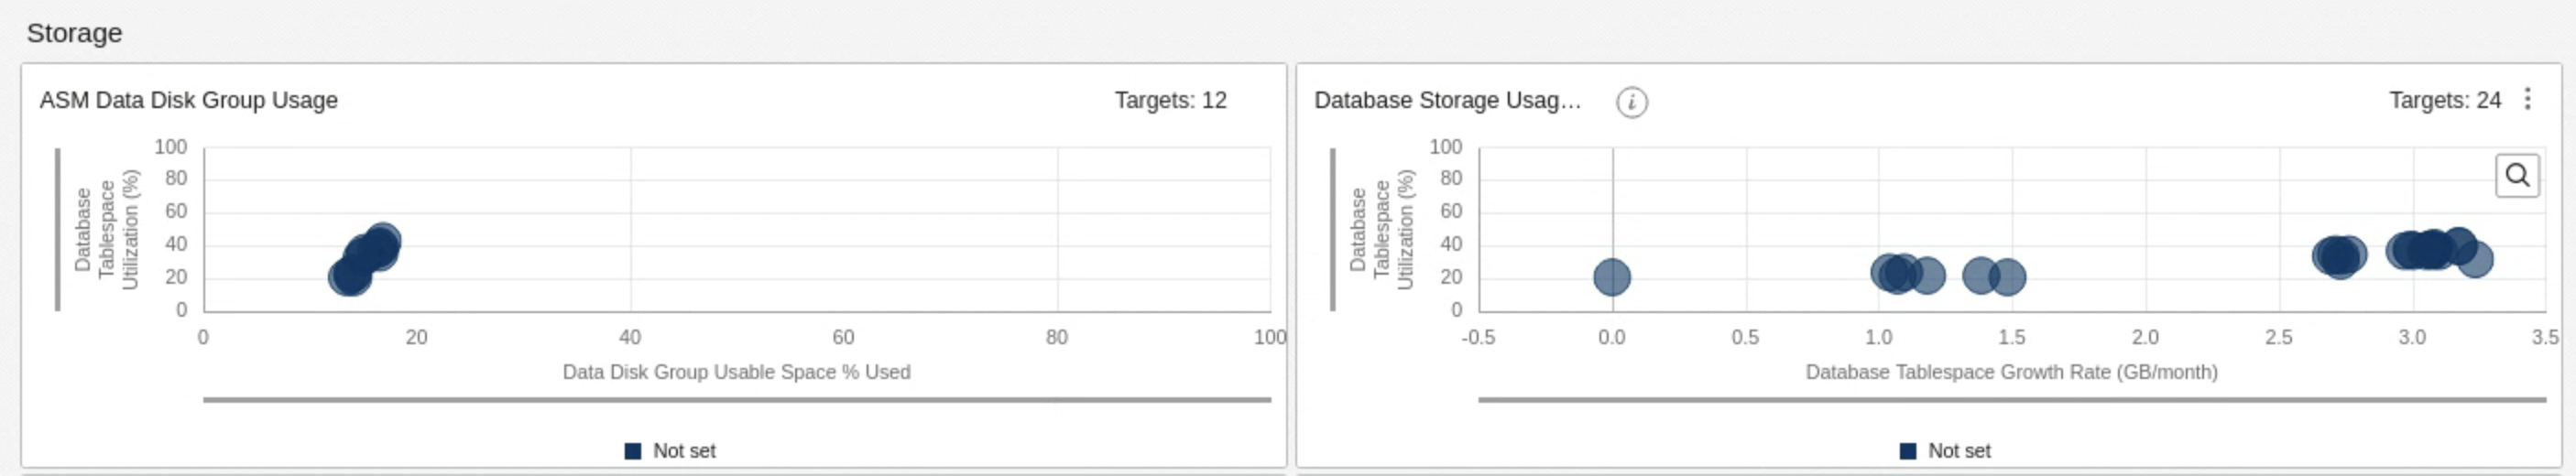 Storage
ASM Data Disk Group Usage
Targets: 12
Database
Tablespace
Utilization (%)
100
80
60
40
20
0
0 20 40 60 80 100
Data Disk Group Usable Space % Used
Not set
Database Storage Usag...
i
Targets: 24
Database
Tablespace
Utilization (%)
100
80
60
40
20
0
-0.5 0.0 0.5 1.0 1.5 2.0 2.5 3.0 3.5
Database Tablespace Growth Rate (GB/month)
Not set